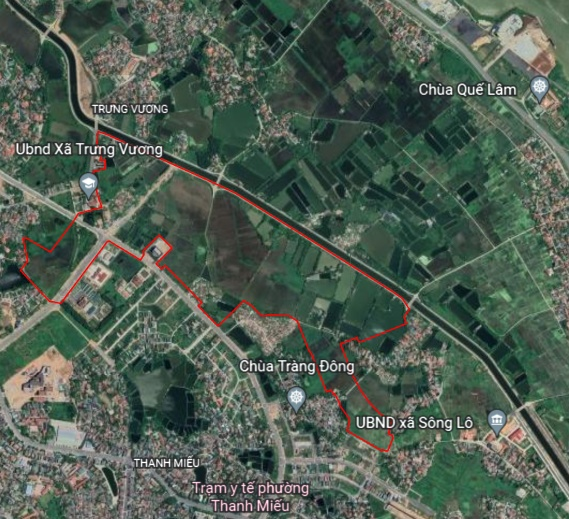 Chùa Quế Lâm
TRƯNG VƯƠNG
Ubnd Xã Trưng Vương
Chùa Tràng Đông
UBND xã Sông Lô
THANH MIẾU
Trạm y tế phường
Thanh Miếu